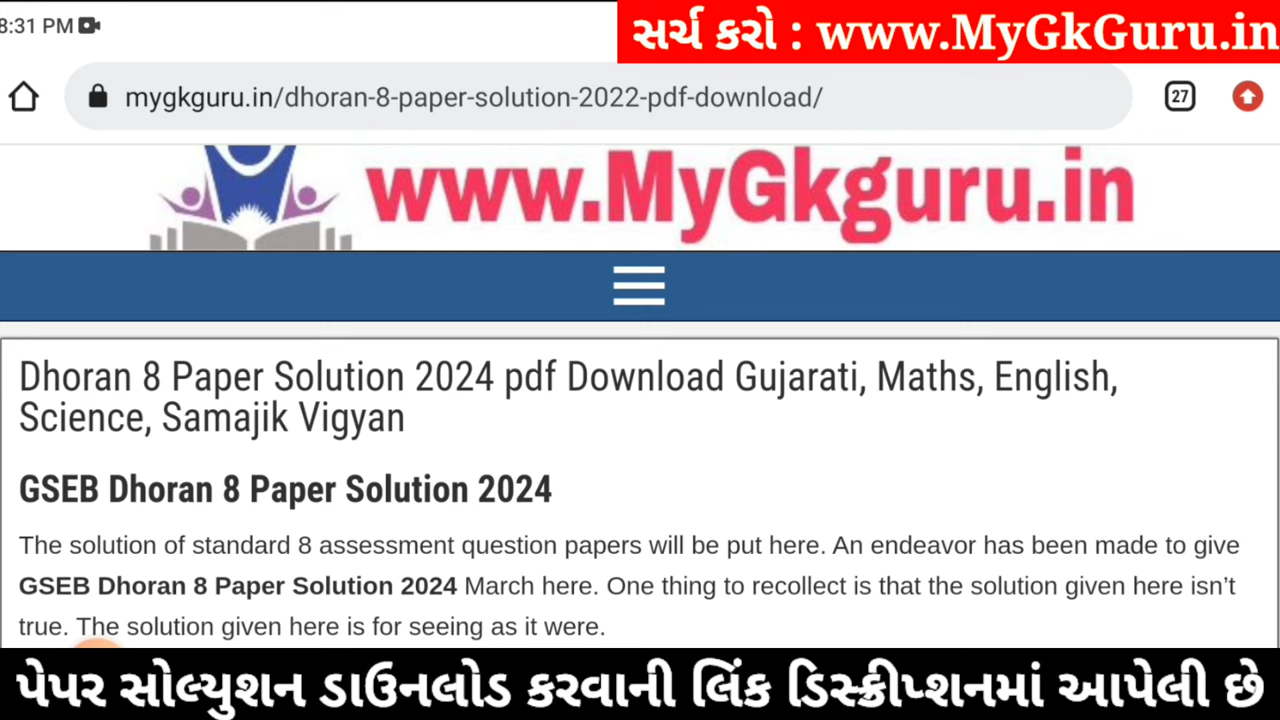 8:31 PM
સર્ચ કરો : www.MyGkGuru.in
mygkguru.in/dhoran-8-paper-solution-2022-pdf-download/
27
www.MyGkguru.in
Dhoran 8 Paper Solution 2024 pdf Download Gujarati, Maths, English,
Science, Samajik Vigyan
GSEB Dhoran 8 Paper Solution 2024
The solution of standard 8 assessment question papers will be put here. An endeavor has been made to give
GSEB Dhoran 8 Paper Solution 2024 March here. One thing to recollect is that the solution given here isn’t
true. The solution given here is for seeing as it were.
પેપર સોલ્યુશન ડાઉનલોડ કરવાની લિંક ડિસ્ક્રીપ્શનમાં આપેલી છે